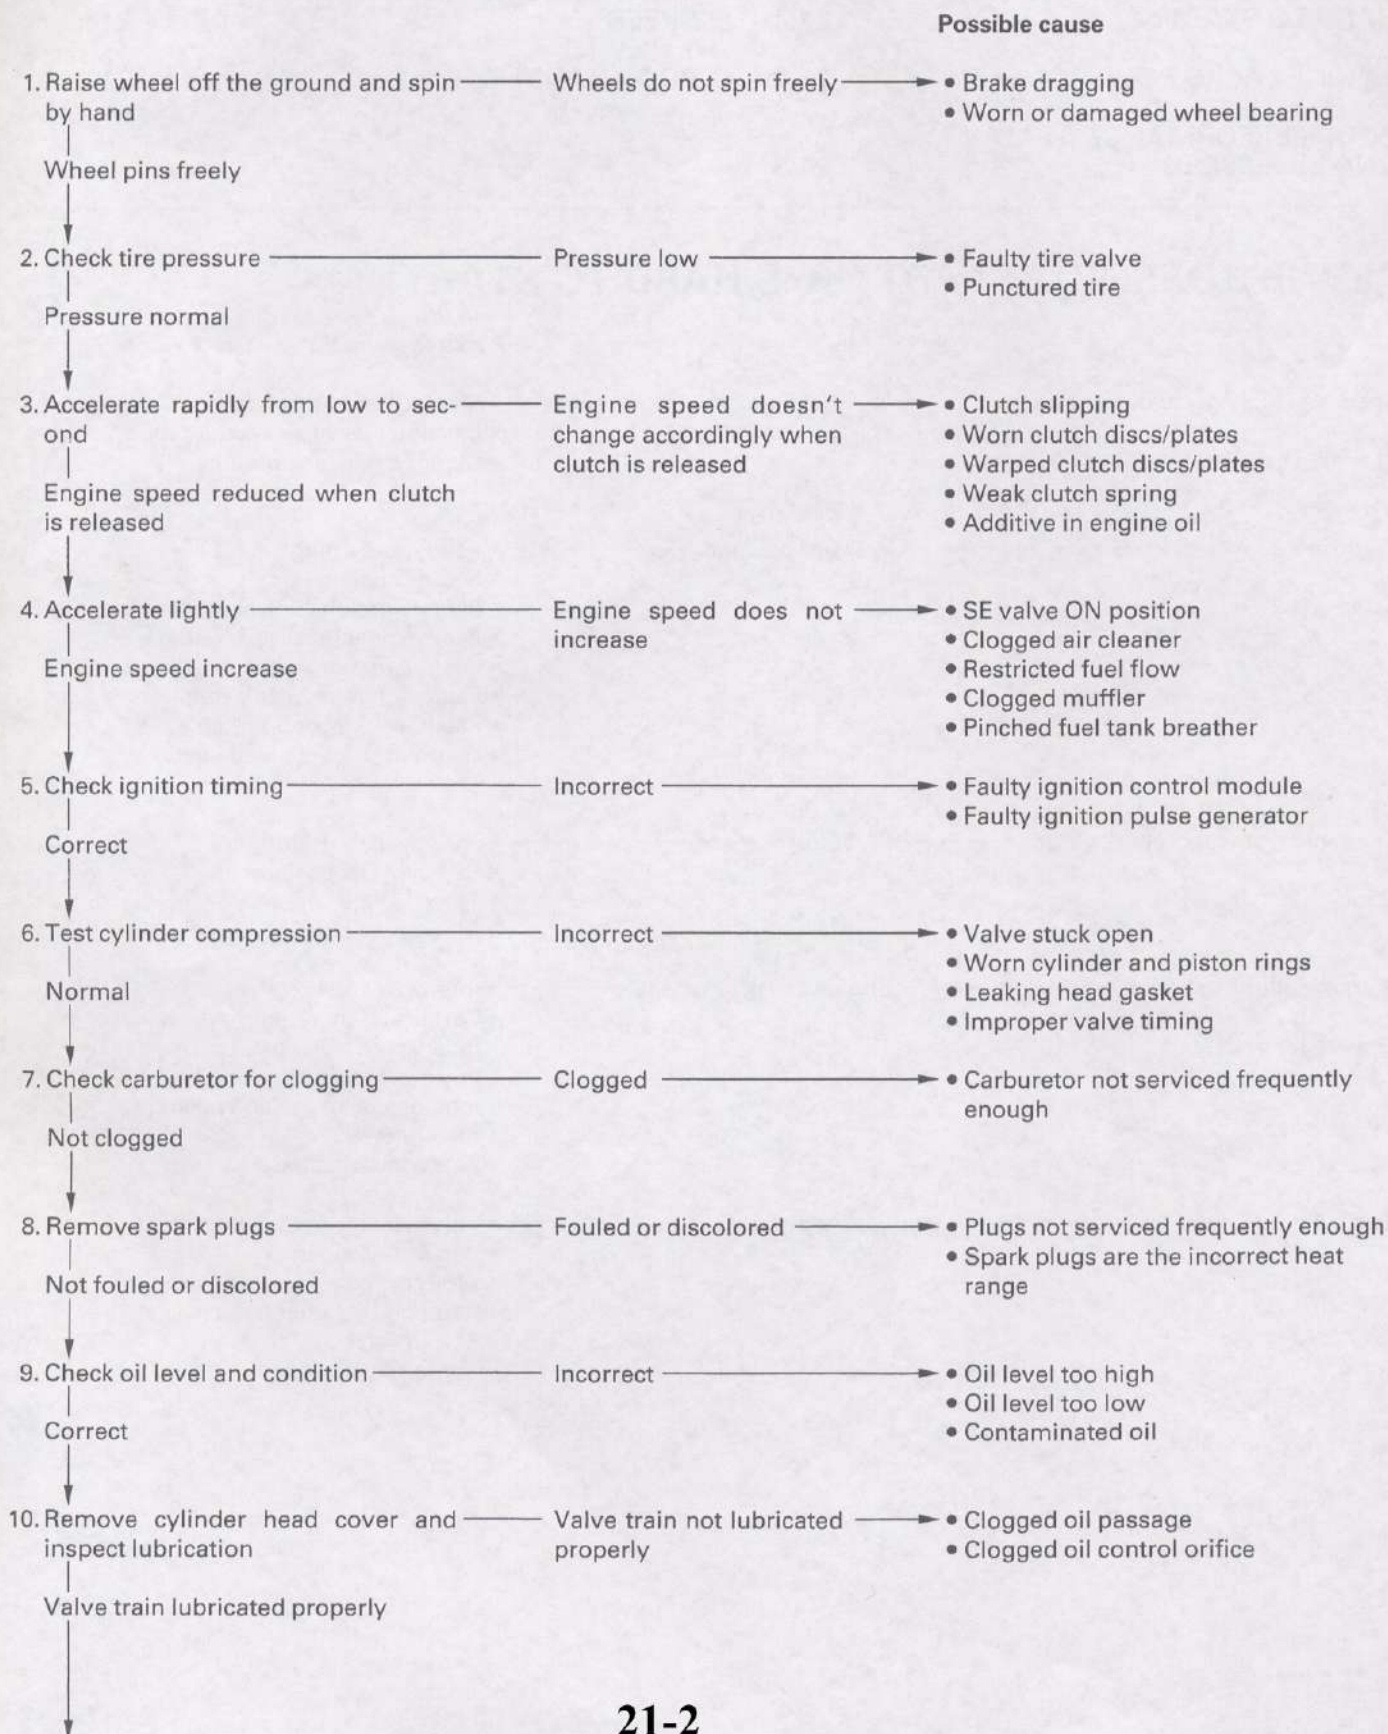 Possible cause
1. Raise wheel off the ground and spin Wheels do not spin freely • Brake dragging
by hand • Worn or damaged wheel bearing
Wheel pins freely
2. Check tire pressure Pressure low • Faulty tire valve
• Punctured tire
Pressure normal
3. Accelerate rapidly from low to sec- Engine speed doesn't • Clutch slipping
ond change accordingly when • Worn clutch discs/plates
clutch is released • Warped clutch discs/plates
Engine speed reduced when clutch • Weak clutch spring
is released • Additive in engine oil
4. Accelerate lightly Engine speed does not • SE valve ON position
increase • Clogged air cleaner
Engine speed increase • Restricted fuel flow
• Clogged muffler
• Pinched fuel tank breather
5. Check ignition timing Incorrect • Faulty ignition control module
• Faulty ignition pulse generator
Correct
6. Test cylinder compression Incorrect • Valve stuck open
• Worn cylinder and piston rings
Normal • Leaking head gasket
• Improper valve timing
7. Check carburetor for clogging Clogged • Carburetor not serviced frequently
enough
Not clogged
8. Remove spark plugs Fouled or discolored • Plugs not serviced frequently enough
• Spark plugs are the incorrect heat
Not fouled or discolored range
9. Check oil level and condition Incorrect • Oil level too high
• Oil level too low
Correct • Contaminated oil
10. Remove cylinder head cover and Valve train not lubricated • Clogged oil passage
inspect lubrication properly • Clogged oil control orifice
Valve train lubricated properly
21-2